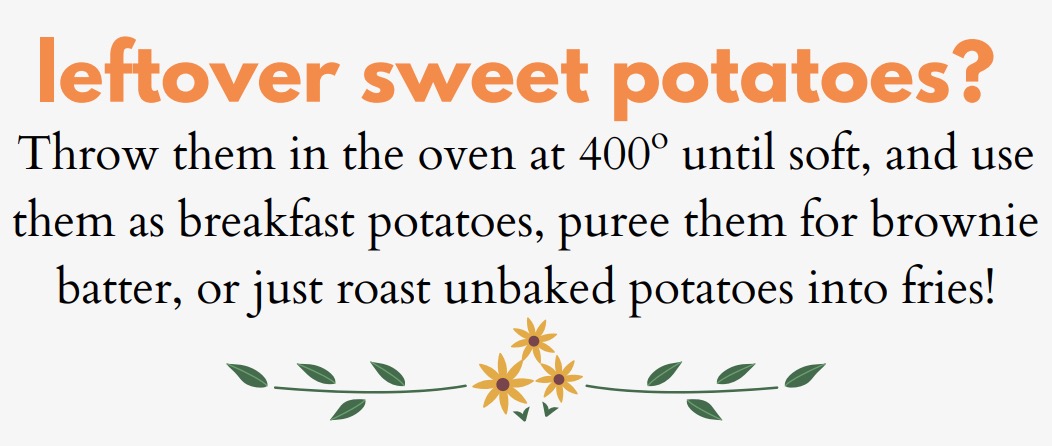 leftover sweet potatoes?
Throw them in the oven at 400º until soft, and use
them as breakfast potatoes, puree them for brownie
batter, or just roast unbaked potatoes into fries!